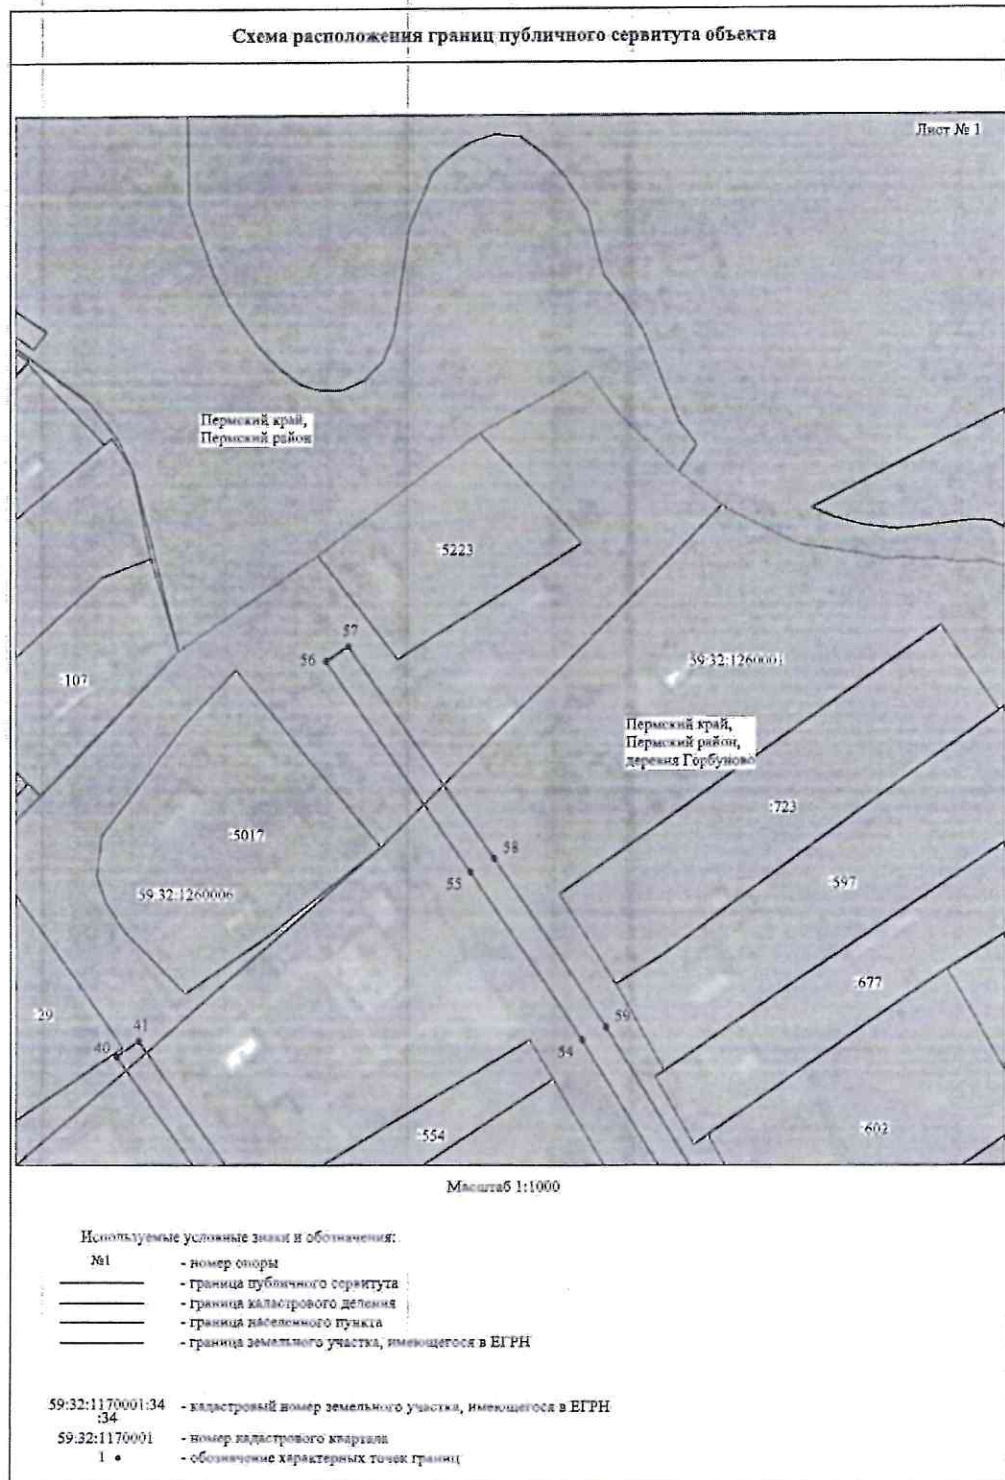 Схема расположения границ публичного сервитута объекта
Лист № 1
Пермский край,
Пермский район
:5223
57
56
59:32:1260001
:107
Пермский край,
Пермский район,
деревня Горбуново
:723
:5017
58
55
:597
59:32:1260006
:677
:29
41
59
40
54
:554
:602
Масштаб 1:1000
Используемые условные знаки и обозначения:
№1 - номер опоры
- граница публичного сервитута
- граница кадастрового деления
- граница населенного пункта
- граница земельного участка, имеющегося в ЕГРН
59:32:1170001:34 - кадастровый номер земельного участка, имеющегося в ЕГРН
:34
59:32:1170001 - номер кадастрового квартала
1 • - обозначение характерных точек границ